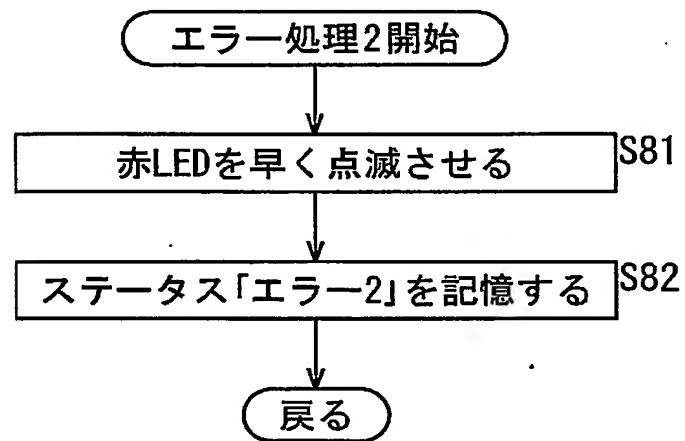 エラー処理2開始
赤LEDを早く点滅させる
S81
ステータス「エラー2」を記憶する
S82
戻る